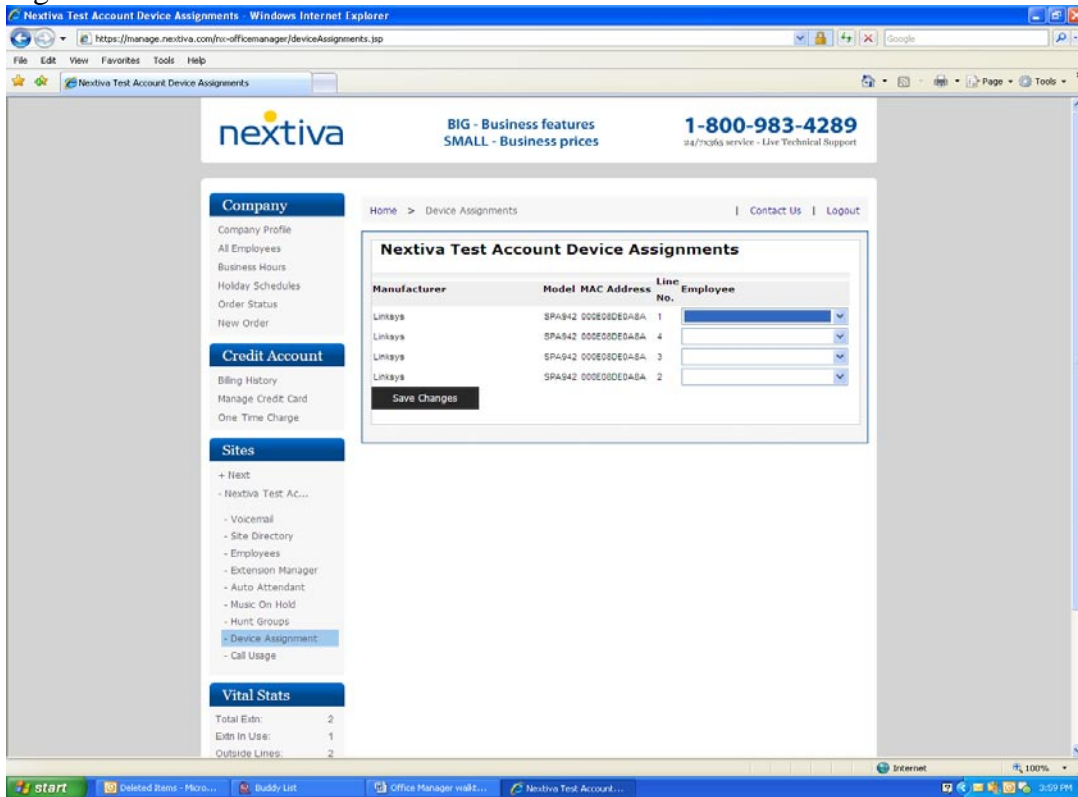 Nextiva Test Account Device Assignments - Windows Internet Explorer
https://manage.nextiva.com/nx-officemanager/deviceAssignments.jsp
Google
File Edit View Favorites Tools Help
Nextiva Test Account Device Assignments
Page Tools
nextiva
BIG - Business features
SMALL - Business prices
1-800-983-4289
24/7x365 service - Live Technical Support
Company
Company Profile
All Employees
Business Hours
Holiday Schedules
Order Status
New Order
Credit Account
Billing History
Manage Credit Card
One Time Charge
Sites
+ Next
- Nextiva Test Ac...
- Voicemail
- Site Directory
- Employees
- Extension Manager
- Auto Attendant
- Music On Hold
- Hunt Groups
- Device Assignment
- Call Usage
Vital Stats
Total Extn: 2
Extn In Use: 1
Outside Lines: 2
Home > Device Assignments | Contact Us | Logout
Nextiva Test Account Device Assignments
Manufacturer Model MAC Address Line No. Employee
Linksys SPA942 000E08DE0A8A 1
Linksys SPA942 000E08DE0A8A 4
Linksys SPA942 000E08DE0A8A 3
Linksys SPA942 000E08DE0A8A 2
Save Changes
Internet 100%
start Deleted Items - Micro... Buddy List Office Manager walkt... Nextiva Test Account... 3:59 PM